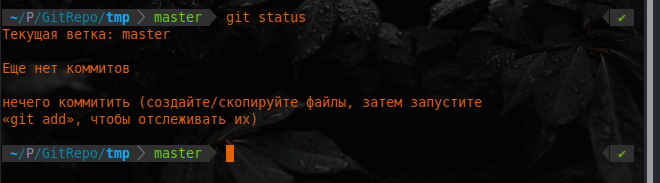 ~/P/GitRepo/tmp master git status ✔
Текущая ветка: master
Еще нет коммитов
нечего коммитить (создайте/скопируйте файлы, затем запустите
«git add», чтобы отслеживать их)
~/P/GitRepo/tmp master ✔